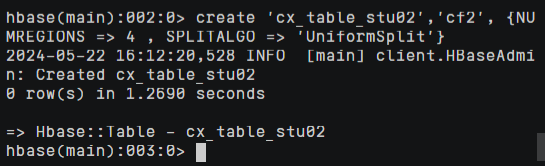 hbase(main):002:0> create 'cx_table_stu02','cf2', {NU
MREGIONS => 4 , SPLITALGO => 'UniformSplit'}
2024-05-22 16:12:20,528 INFO  [main] client.HBaseAdmi
n: Created cx_table_stu02
0 row(s) in 1.2690 seconds
=> Hbase::Table - cx_table_stu02
hbase(main):003:0>